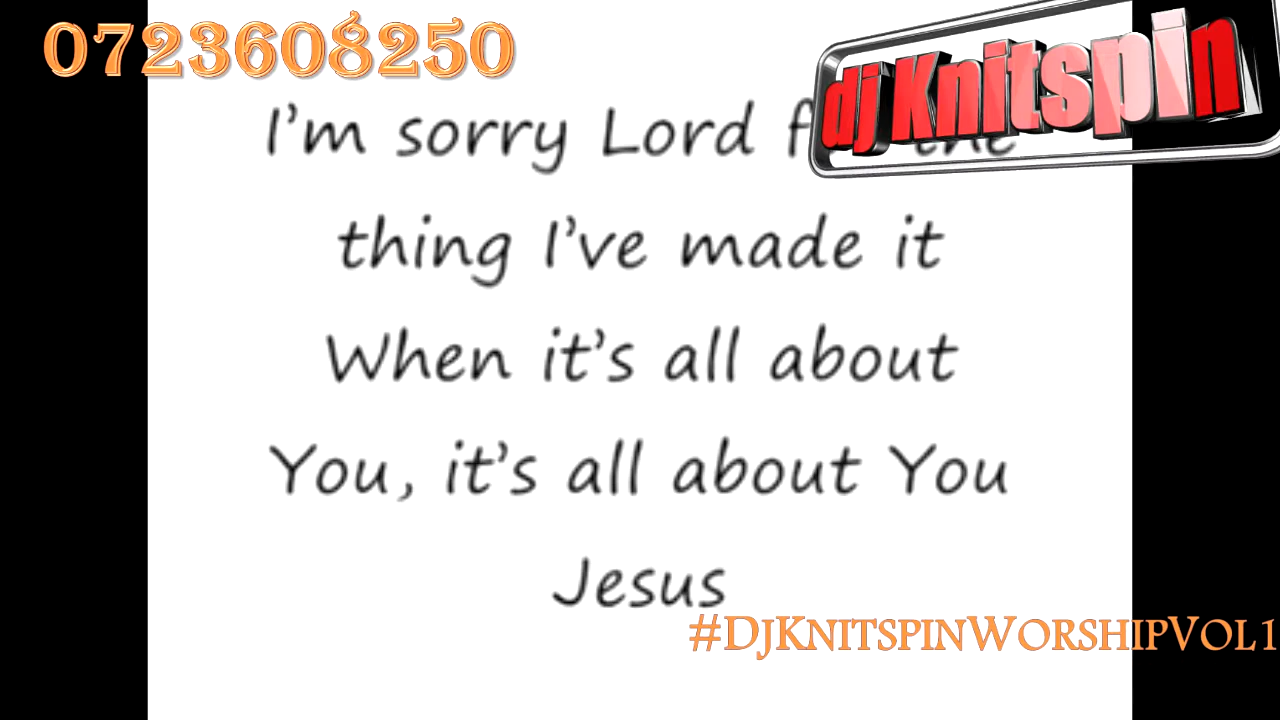 0723608250
dj Knitspin
I'm sorry Lord the
thing I've made it
When it's all about
You, it's all about You
Jesus
#DJKNITSPINWORSHIPVOL1